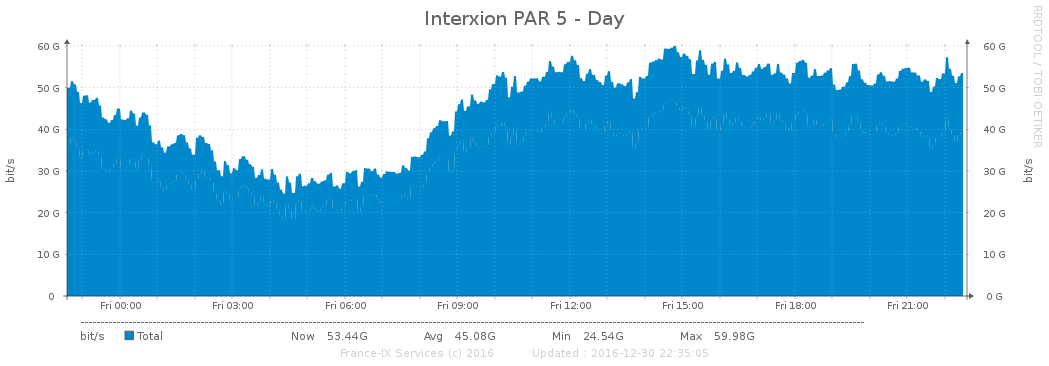 Interxion PAR 5 - Day
RRDTOOL / TOBI OETIKER
60 G 60 G
50 G 50 G
40 G 40 G
30 G 30 G
20 G 20 G
10 G 10 G
0 0 G
bit/s bit/s
Fri 00:00 Fri 03:00 Fri 06:00 Fri 09:00 Fri 12:00 Fri 15:00 Fri 18:00 Fri 21:00
bit/s Total Now 53.44G Avg 45.08G Min 24.54G Max 59.98G
France-IX Services (c) 2016 Updated : 2016-12-30 22:35:05